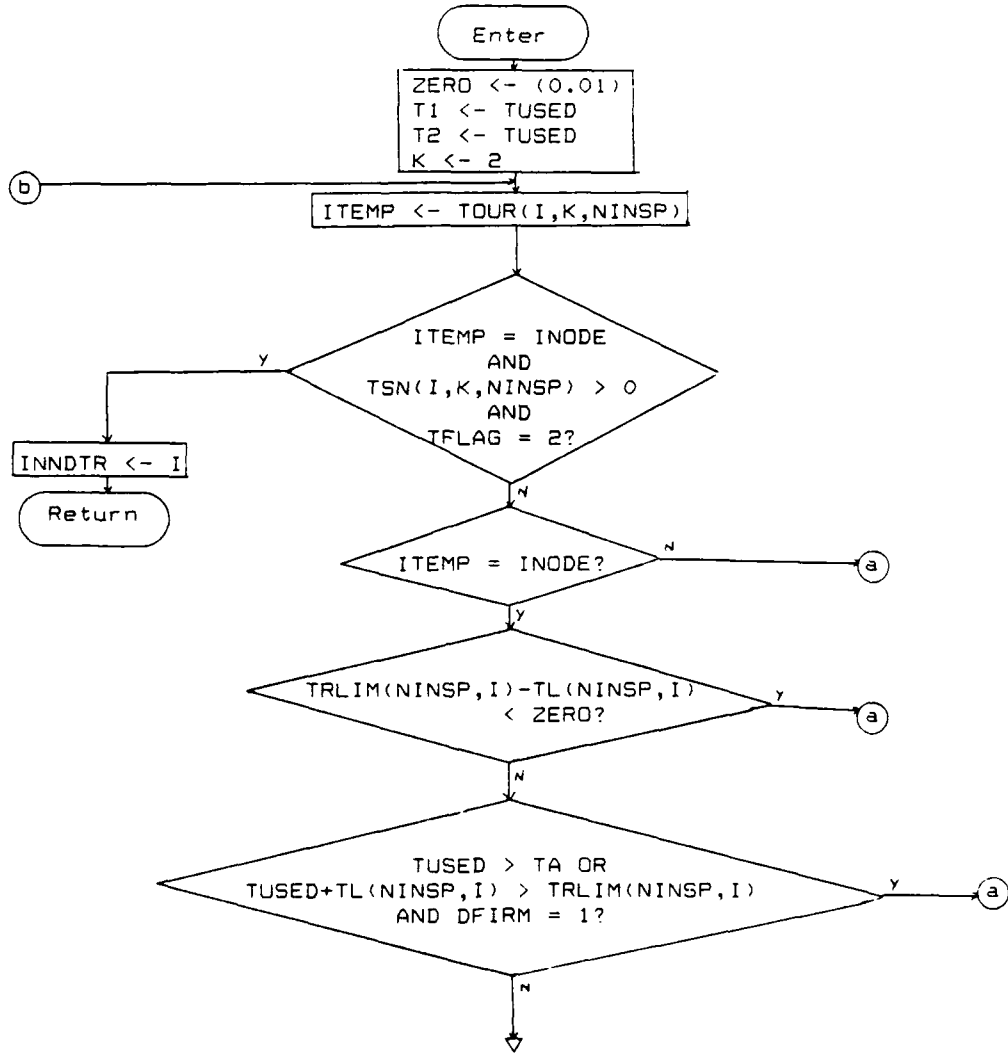 Enter
ZERO <- (0.01)
T1 <- TUSED
T2 <- TUSED
K <- 2
b
ITEMP <- TOUR(I,K,NINSP)
ITEMP = INODE
AND
TSN(I,K,NINSP) > 0
AND
TFLAG = 2?
Y
INNDTR <- I
Return
N
ITEMP = INODE?
N
a
Y
TRLIM(NINSP,I)-TL(NINSP,I)
< ZERO?
Y
a
N
TUSED > TA OR
TUSED+TL(NINSP,I) > TRLIM(NINSP,I)
AND DFIRM = 1?
Y
a
N